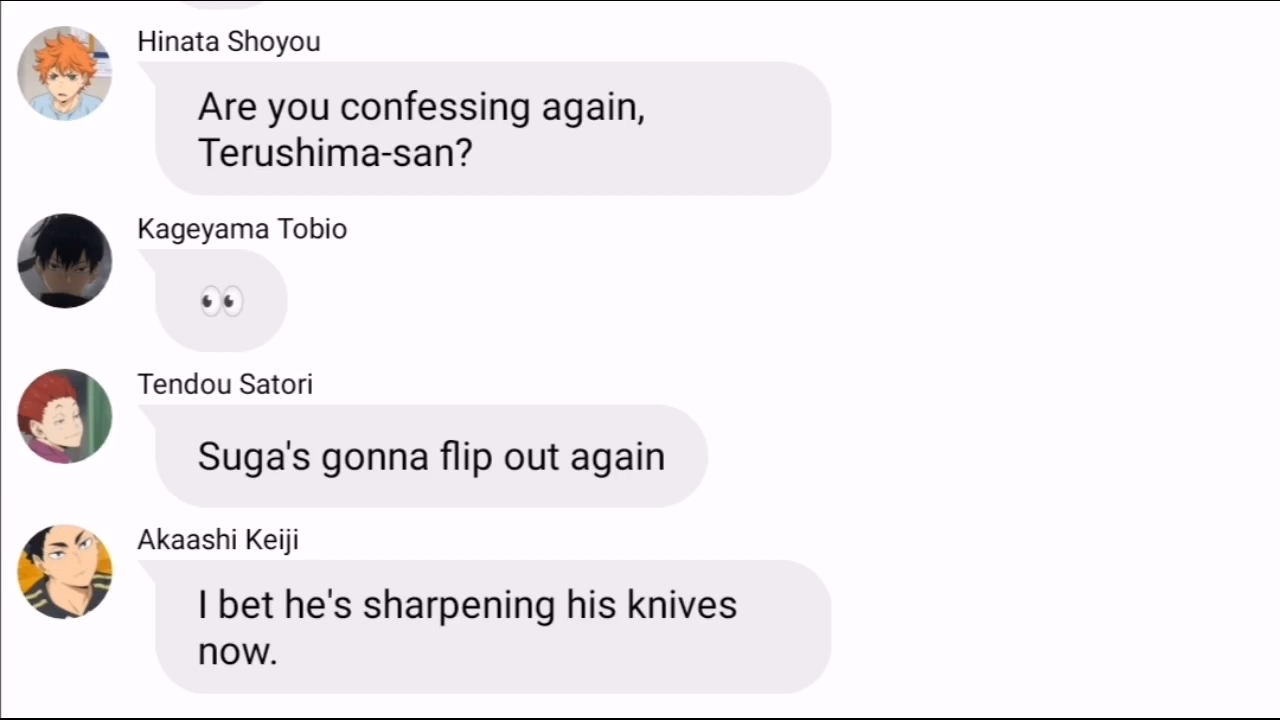 Hinata Shoyou
Are you confessing again,
Terushima-san?
Kageyama Tobio
👀
Tendou Satori
Suga's gonna flip out again
Akaashi Keiji
I bet he's sharpening his knives
now.